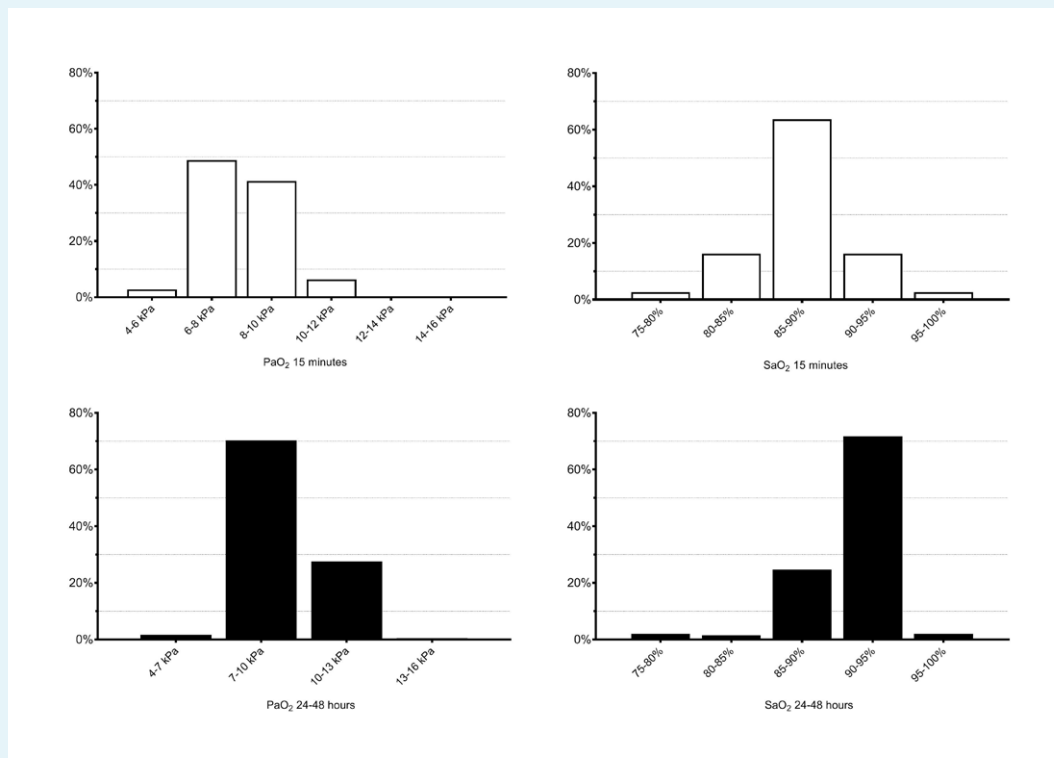 80%
60%
40%
20%
0%
4-6 kPa
6-8 kPa
8-10 kPa
10-12 kPa
12-14 kPa
14-16 kPa
PaO₂ 15 minutes
80%
60%
40%
20%
0%
75-80%
80-85%
85-90%
90-95%
95-100%
SaO₂ 15 minutes
80%
60%
40%
20%
0%
4-7 kPa
7-10 kPa
10-13 kPa
13-16 kPa
PaO₂ 24-48 hours
80%
60%
40%
20%
0%
75-80%
80-85%
85-90%
90-95%
95-100%
SaO₂ 24-48 hours